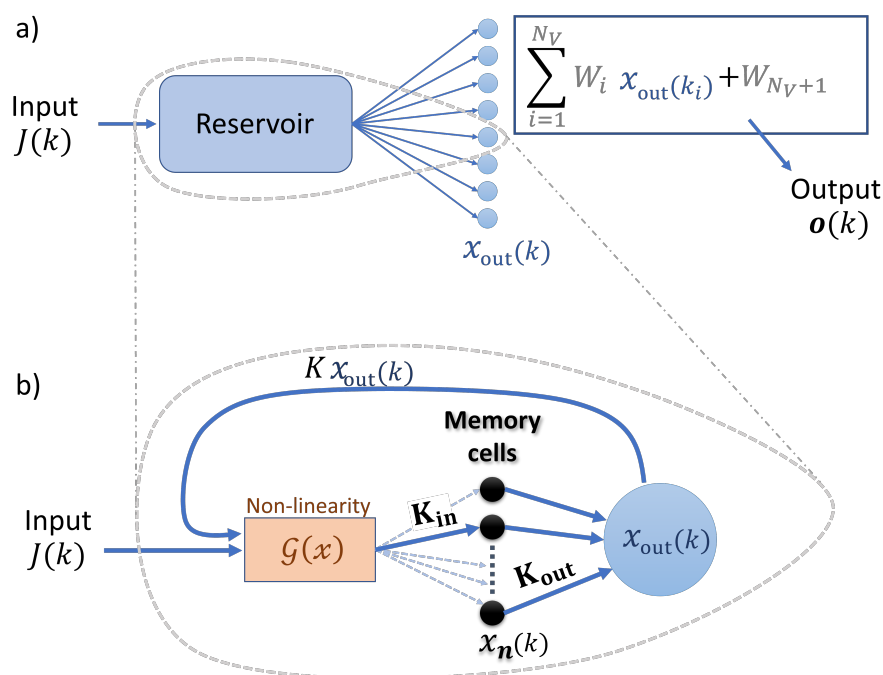 a)
Input
J(k)
Reservoir
x_out(k)
∑_{i=1}^{N_V} W_i x_out(k_i)+W_{N_V+1}
Output
o(k)
b)
K x_out(k)
Memory
cells
Input
J(k)
Non-linearity
𝒢(x)
K_in
K_out
x_out(k)
x_n(k)